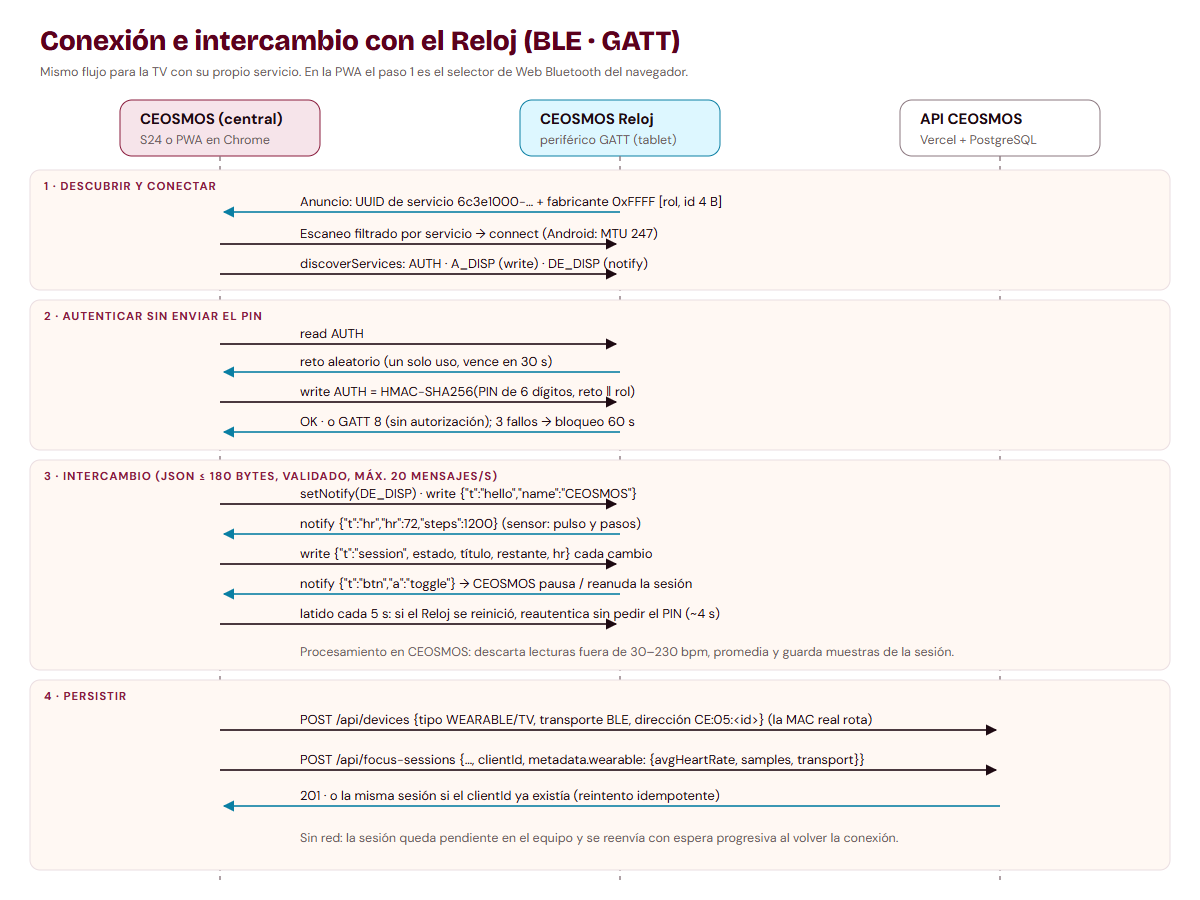 Conexión e intercambio con el Reloj (BLE · GATT)
Mismo flujo para la TV con su propio servicio. En la PWA el paso 1 es el selector de Web Bluetooth del navegador.
CEOSMOS (central)
S24 o PWA en Chrome
CEOSMOS Reloj
periférico GATT (tablet)
API CEOSMOS
Vercel + PostgreSQL
1 · DESCUBRIR Y CONECTAR
Anuncio: UUID de servicio 6c3e1000-… + fabricante 0xFFFF [rol, id 4 B]
Escaneo filtrado por servicio → connect (Android: MTU 247)
discoverServices: AUTH · A_DISP (write) · DE_DISP (notify)
2 · AUTENTICAR SIN ENVIAR EL PIN
read AUTH
reto aleatorio (un solo uso, vence en 30 s)
write AUTH = HMAC-SHA256(PIN de 6 dígitos, reto ‖ rol)
OK · o GATT 8 (sin autorización); 3 fallos → bloqueo 60 s
3 · INTERCAMBIO (JSON ≤ 180 BYTES, VALIDADO, MÁX. 20 MENSAJES/S)
setNotify(DE_DISP) · write {"t":"hello","name":"CEOSMOS"}
notify {"t":"hr","hr":72,"steps":1200} (sensor: pulso y pasos)
write {"t":"session", estado, título, restante, hr} cada cambio
notify {"t":"btn","a":"toggle"} → CEOSMOS pausa / reanuda la sesión
latido cada 5 s: si el Reloj se reinició, reautentica sin pedir el PIN (~4 s)
Procesamiento en CEOSMOS: descarta lecturas fuera de 30–230 bpm, promedia y guarda muestras de la sesión.
4 · PERSISTIR
POST /api/devices {tipo WEARABLE/TV, transporte BLE, dirección CE:05:<id>} (la MAC real rota)
POST /api/focus-sessions {…, clientId, metadata.wearable: {avgHeartRate, samples, transport}}
201 · o la misma sesión si el clientId ya existía (reintento idempotente)
Sin red: la sesión queda pendiente en el equipo y se reenvía con espera progresiva al volver la conexión.